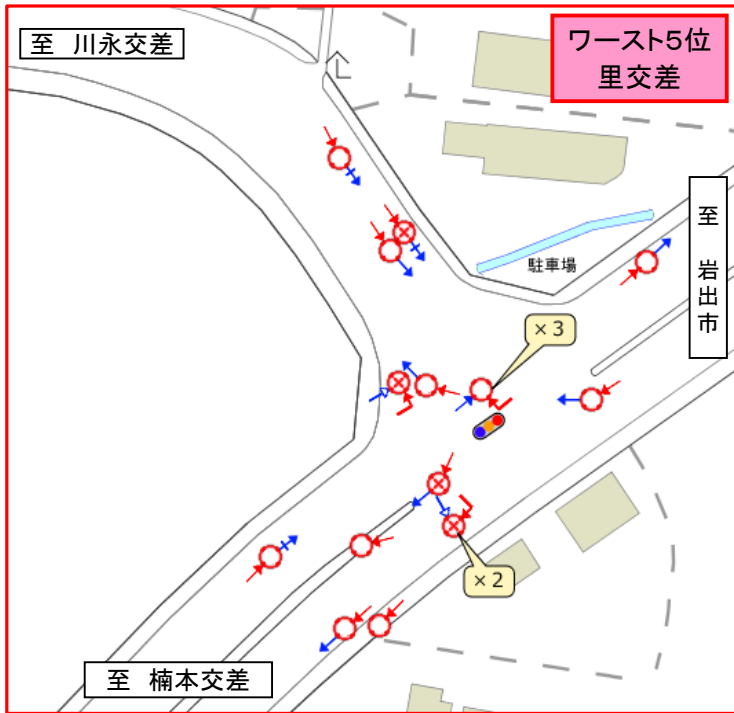 至 川永交差
ワースト5位
里交差
至 岩出市
駐車場
×3
×2
至 楠本交差